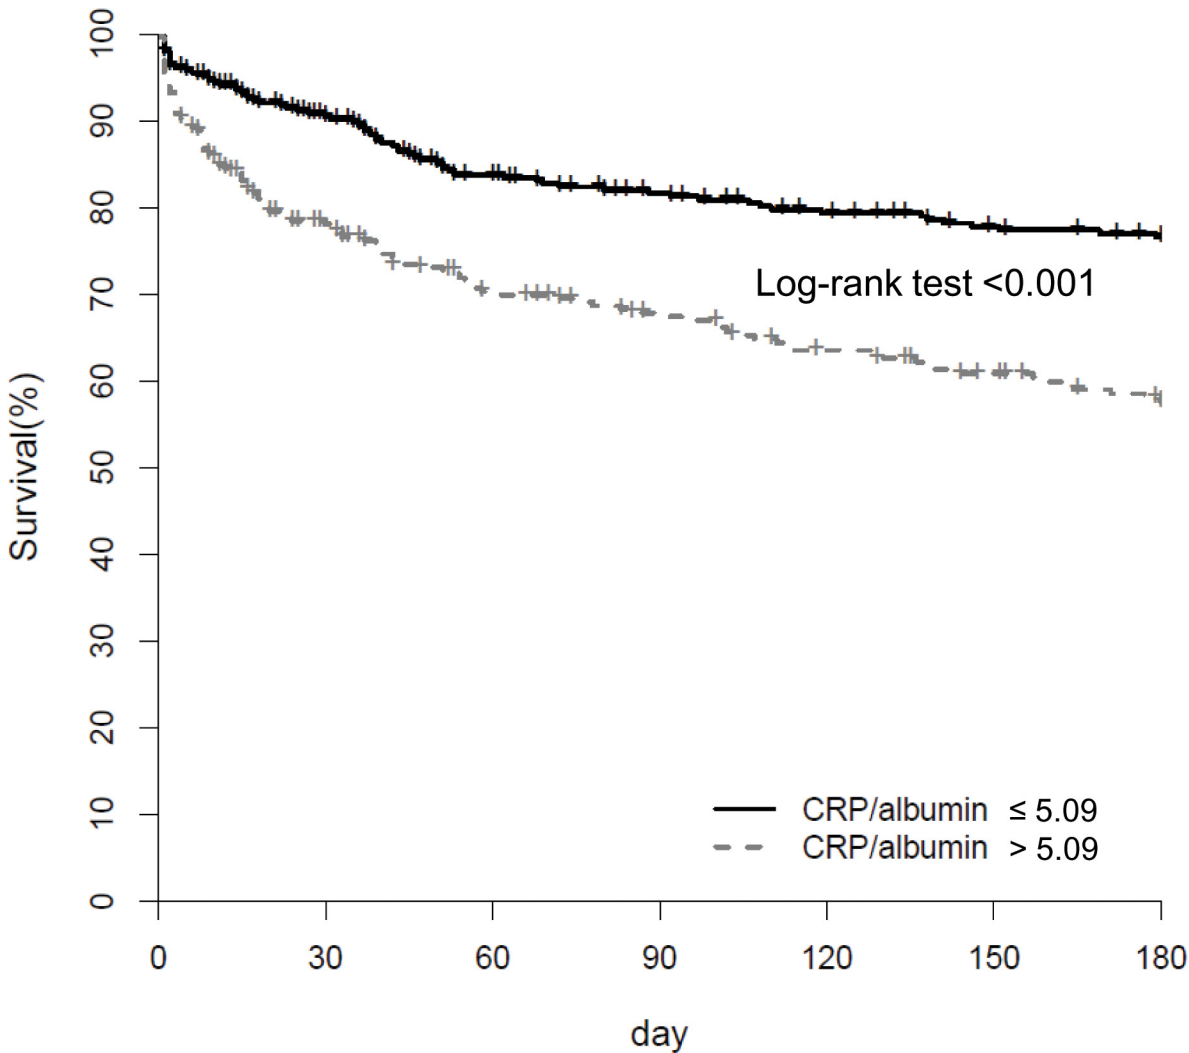 Survival(%)
100
90
80
70
60
50
40
30
20
10
0
Log-rank test <0.001
CRP/albumin ≤ 5.09
CRP/albumin > 5.09
0 30 60 90 120 150 180
day